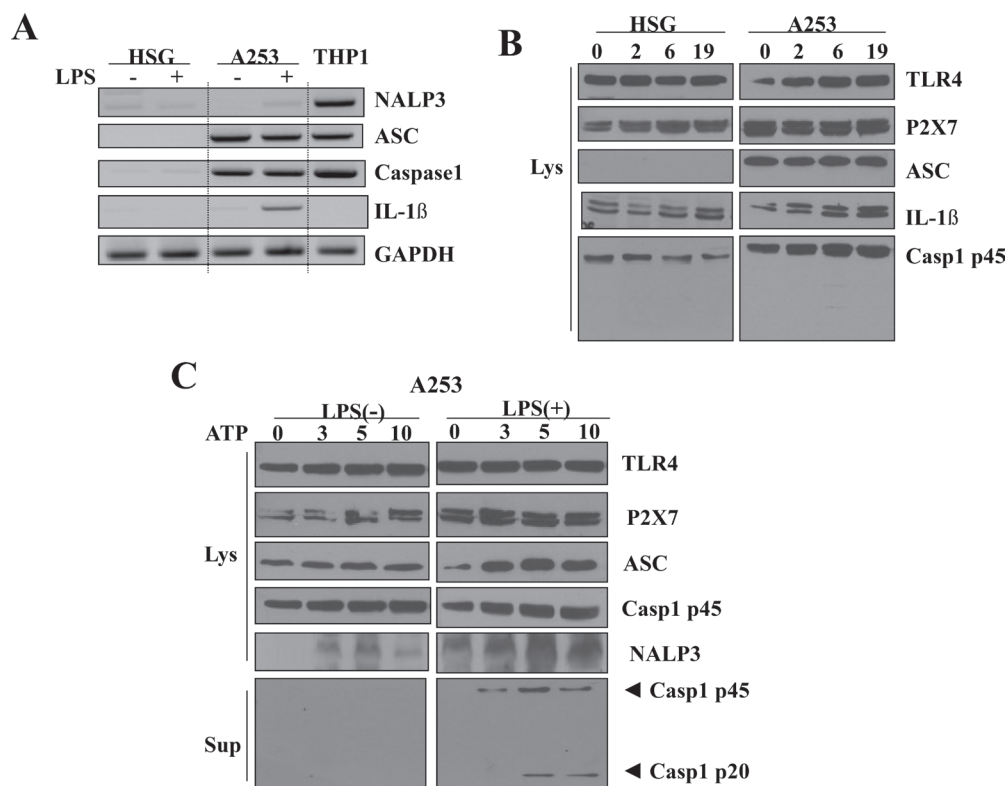 A
HSG A253 THP1
LPS - + - +
NALP3
ASC
Caspase1
IL-1ß
GAPDH
B
HSG A253
0 2 6 19 0 2 6 19
TLR4
P2X7
Lys
ASC
IL-1ß
Casp1 p45
C
A253
LPS(-) LPS(+)
ATP 0 3 5 10 0 3 5 10
TLR4
P2X7
Lys
ASC
Casp1 p45
NALP3
◄ Casp1 p45
Sup
◄ Casp1 p20